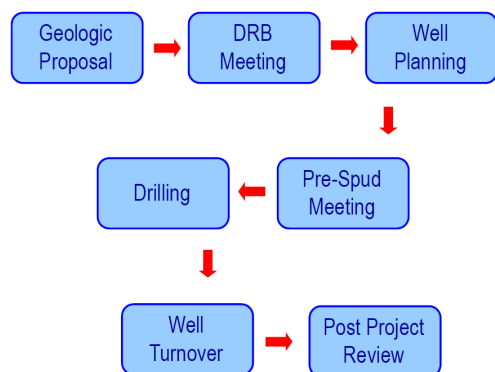 Geologic
Proposal
DRB
Meeting
Well
Planning
Pre-Spud
Meeting
Drilling
Well
Turnover
Post Project
Review